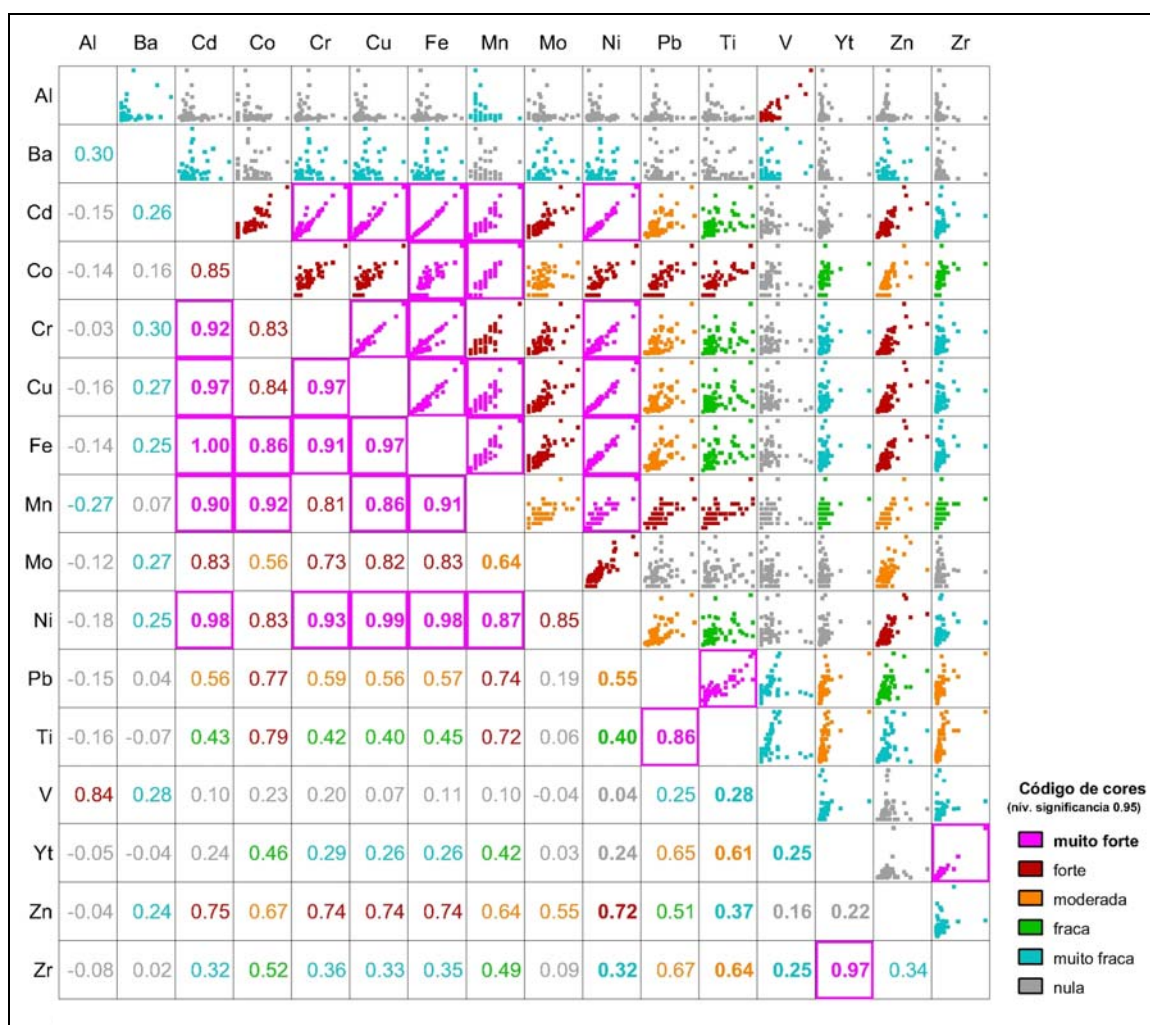 Al Ba Cd Co Cr Cu Fe Mn Mo Ni Pb Ti V Yt Zn Zr
Al
Ba 0.30
Cd -0.15 0.26
Co -0.14 0.16 0.85
Cr -0.03 0.30 0.92 0.83
Cu -0.16 0.27 0.97 0.84 0.97
Fe -0.14 0.25 1.00 0.86 0.91 0.97
Mn -0.27 0.07 0.90 0.92 0.81 0.86 0.91
Mo -0.12 0.27 0.83 0.56 0.73 0.82 0.83 0.64
Ni -0.18 0.25 0.98 0.83 0.93 0.99 0.98 0.87 0.85
Pb -0.15 0.04 0.56 0.77 0.59 0.56 0.57 0.74 0.19 0.55
Ti -0.16 -0.07 0.43 0.79 0.42 0.40 0.45 0.72 0.06 0.40 0.86
V 0.84 0.28 0.10 0.23 0.20 0.07 0.11 0.10 -0.04 0.04 0.25 0.28
Yt -0.05 -0.04 0.24 0.46 0.29 0.26 0.26 0.42 0.03 0.24 0.65 0.61 0.25
Zn -0.04 0.24 0.75 0.67 0.74 0.74 0.74 0.64 0.55 0.72 0.51 0.37 0.16 0.22
Zr -0.08 0.02 0.32 0.52 0.36 0.33 0.35 0.49 0.09 0.32 0.67 0.64 0.25 0.97 0.34
Código de cores
(niv. significancia 0.95)
muito forte
forte
moderada
fraca
muito fraca
nula